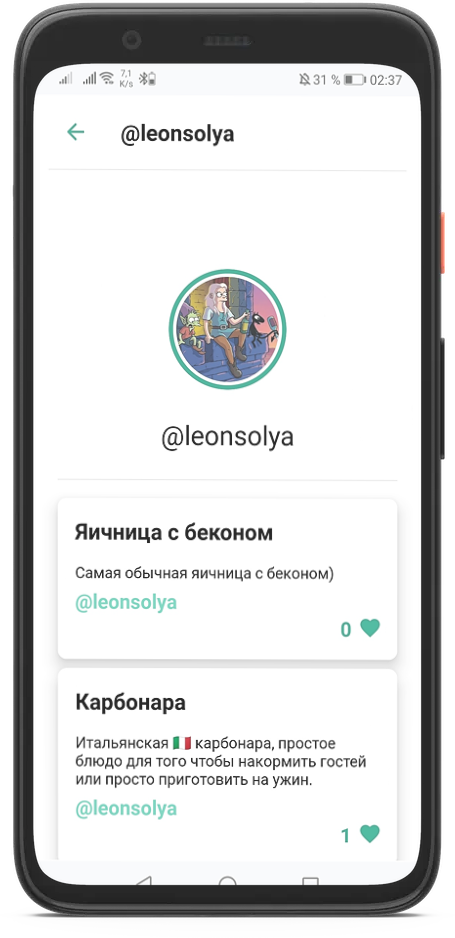 7,1
K/s
31 % 02:37
@leonsolya
@leonsolya
Яичница с беконом
Самая обычная яичница с беконом)
@leonsolya
0
Карбонара
Итальянская 🇮🇹 карбонара, простое
блюдо для того чтобы накормить гостей
или просто приготовить на ужин.
@leonsolya
1